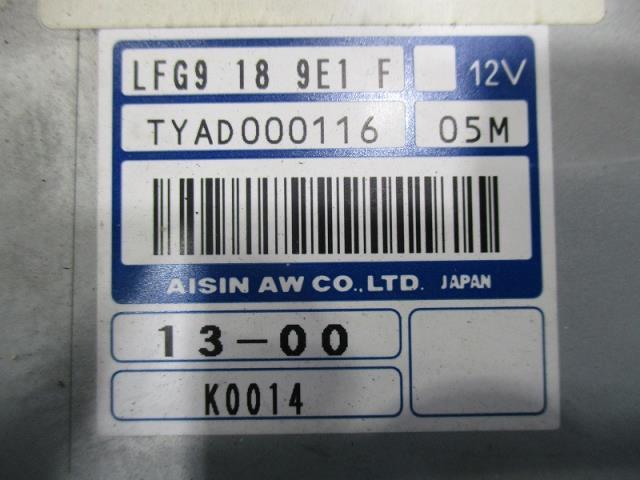 LFG9 18 9E1 F 12V
TYAD000116 05M
AISIN AW CO.,LTD. JAPAN
13-00
K0014